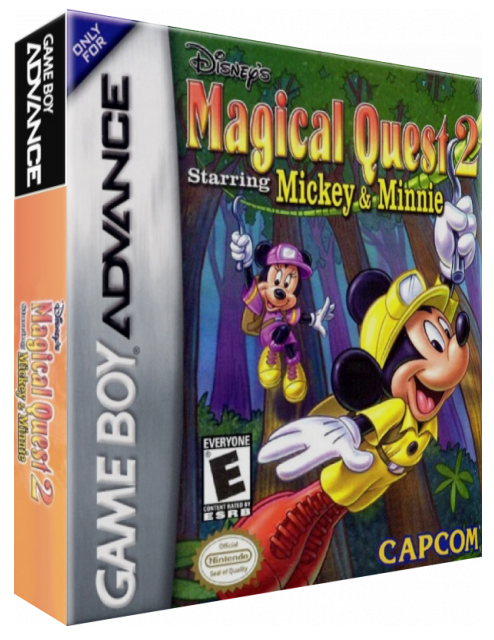 GAME BOY
ADVANCE
Disney's
Magical Quest 2
Starring Mickey & Minnie
ONLY
FOR
GAME BOY ADVANCE
Disney's
Magical Quest 2
Starring Mickey & Minnie
EVERYONE
E
CONTENT RATED BY
ESRB
Official
Nintendo
Seal of Quality
CAPCOM